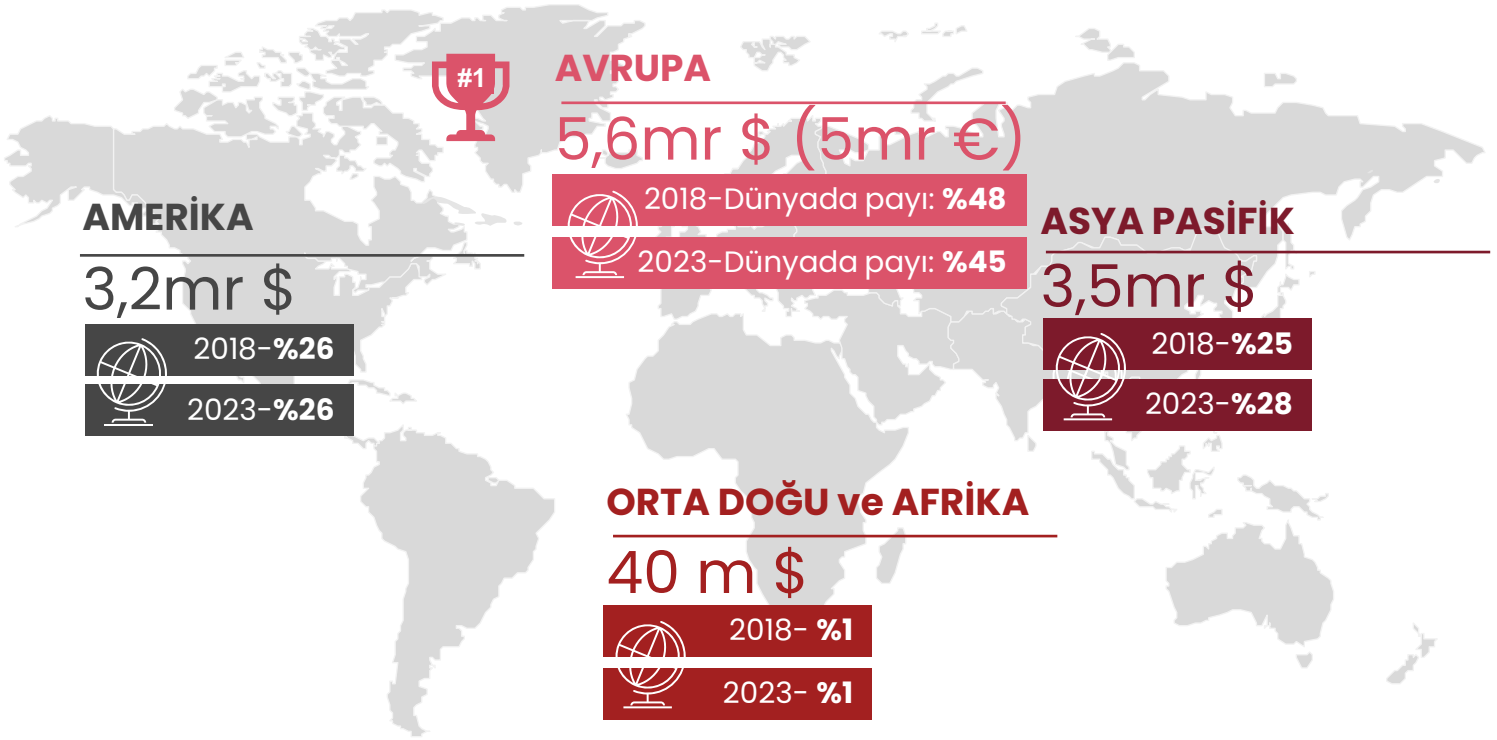 #1
AVRUPA
5,6mr $ (5mr €)
2018-Dünyada payı: %48
2023-Dünyada payı: %45
AMERİKA
3,2mr $
2018-%26
2023-%26
ASYA PASİFİK
3,5mr $
2018-%25
2023-%28
ORTA DOĞU ve AFRİKA
40 m $
2018- %1
2023- %1